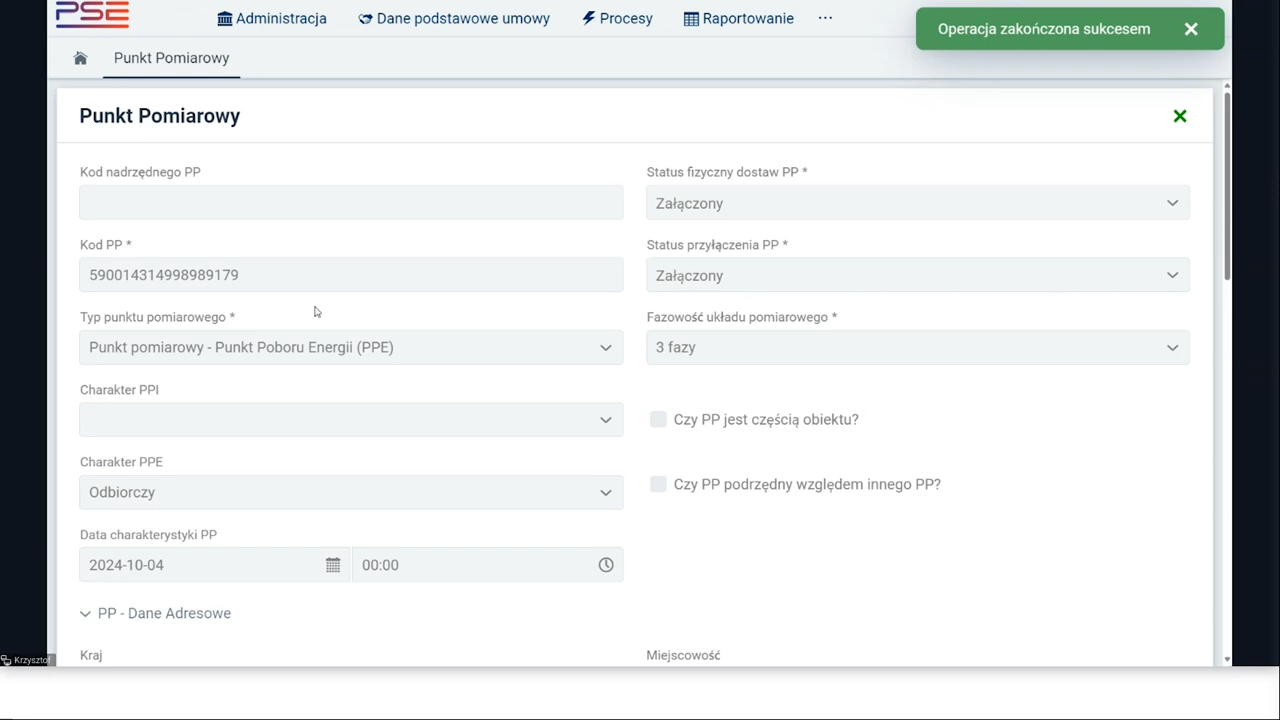 PSE
Administracja
Dane podstawowe umowy
Procesy
Raportowanie
...
Operacja zakończona sukcesem
Punkt Pomiarowy
Punkt Pomiarowy
Kod nadrzędnego PP
Status fizyczny dostaw PP *
Załączony
Kod PP *
Status przyłączenia PP *
590014314998989179
Załączony
Typ punktu pomiarowego *
Fazowość układu pomiarowego *
Punkt pomiarowy - Punkt Poboru Energii (PPE)
3 fazy
Charakter PPI
Czy PP jest częścią obiektu?
Charakter PPE
Odbiorczy
Czy PP podrzędny względem innego PP?
Data charakterystyki PP
2024-10-04
00:00
PP - Dane Adresowe
Kraj
Miejscowość
Krzysztof